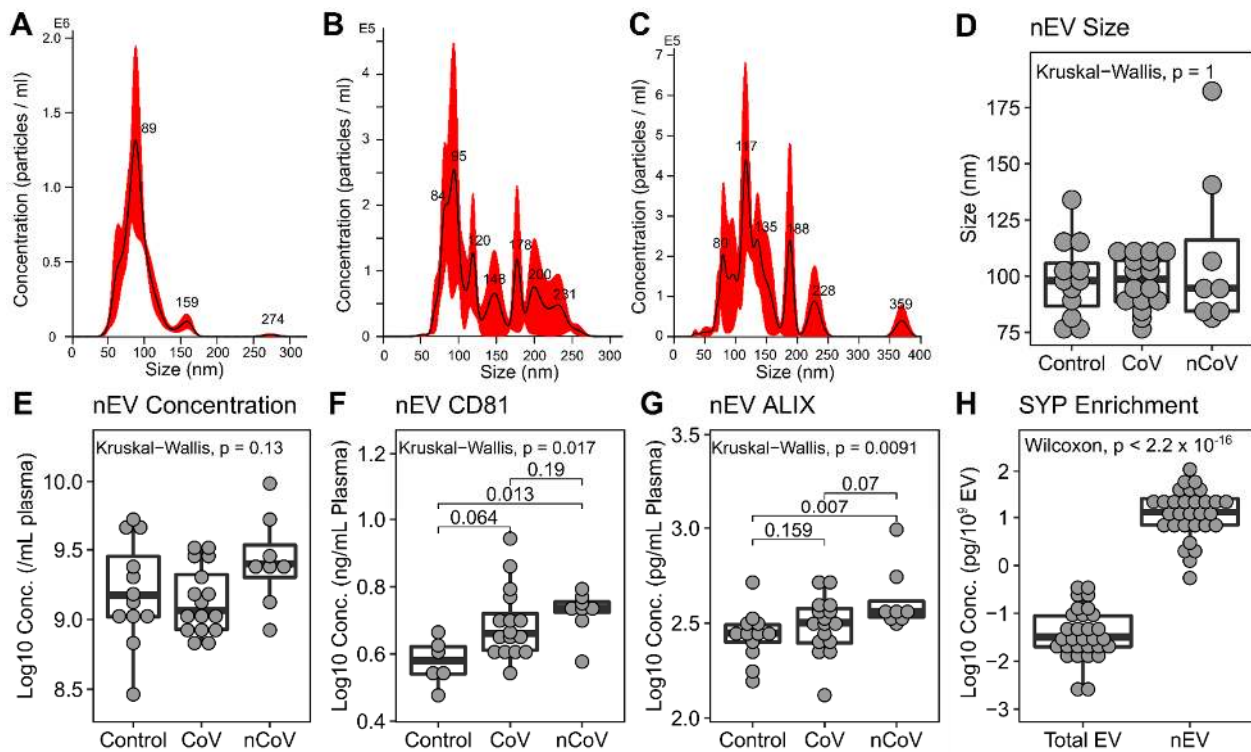 A
E6
2.0
1.5
1.0
0.5
0
Concentration (particles / ml)
89
159
274
0 50 100 150 200 250 300
Size (nm)
B
E5
5
4
3
2
1
0
Concentration (particles / ml)
84
95
120
148
178
200
231
0 50 100 150 200 250 300
Size (nm)
C
E5
7
6
5
4
3
2
1
0
Concentration (particles / ml)
80
117
135
188
228
359
0 50 100 150 200 250 300 350 400
Size (nm)
D nEV Size
Kruskal-Wallis, p = 1
175
150
125
100
75
Size (nm)
Control CoV nCoV
E nEV Concentration
Kruskal-Wallis, p = 0.13
10.0
9.5
9.0
8.5
Log10 Conc. (/mL plasma)
Control CoV nCoV
F nEV CD81
Kruskal-Wallis, p = 0.017
0.19
0.013
0.064
1.2
1.0
0.8
0.6
0.4
Log10 Conc. (ng/mL Plasma)
Control CoV nCoV
G nEV ALIX
Kruskal-Wallis, p = 0.0091
0.07
0.007
0.159
3.5
3.0
2.5
2.0
Log10 Conc. (pg/mL Plasma)
Control CoV nCoV
H SYP Enrichment
Wilcoxon, p < 2.2 x 10⁻¹⁶
2
1
0
−1
−2
−3
Log10 Conc. (pg/10⁹ EV)
Total EV nEV